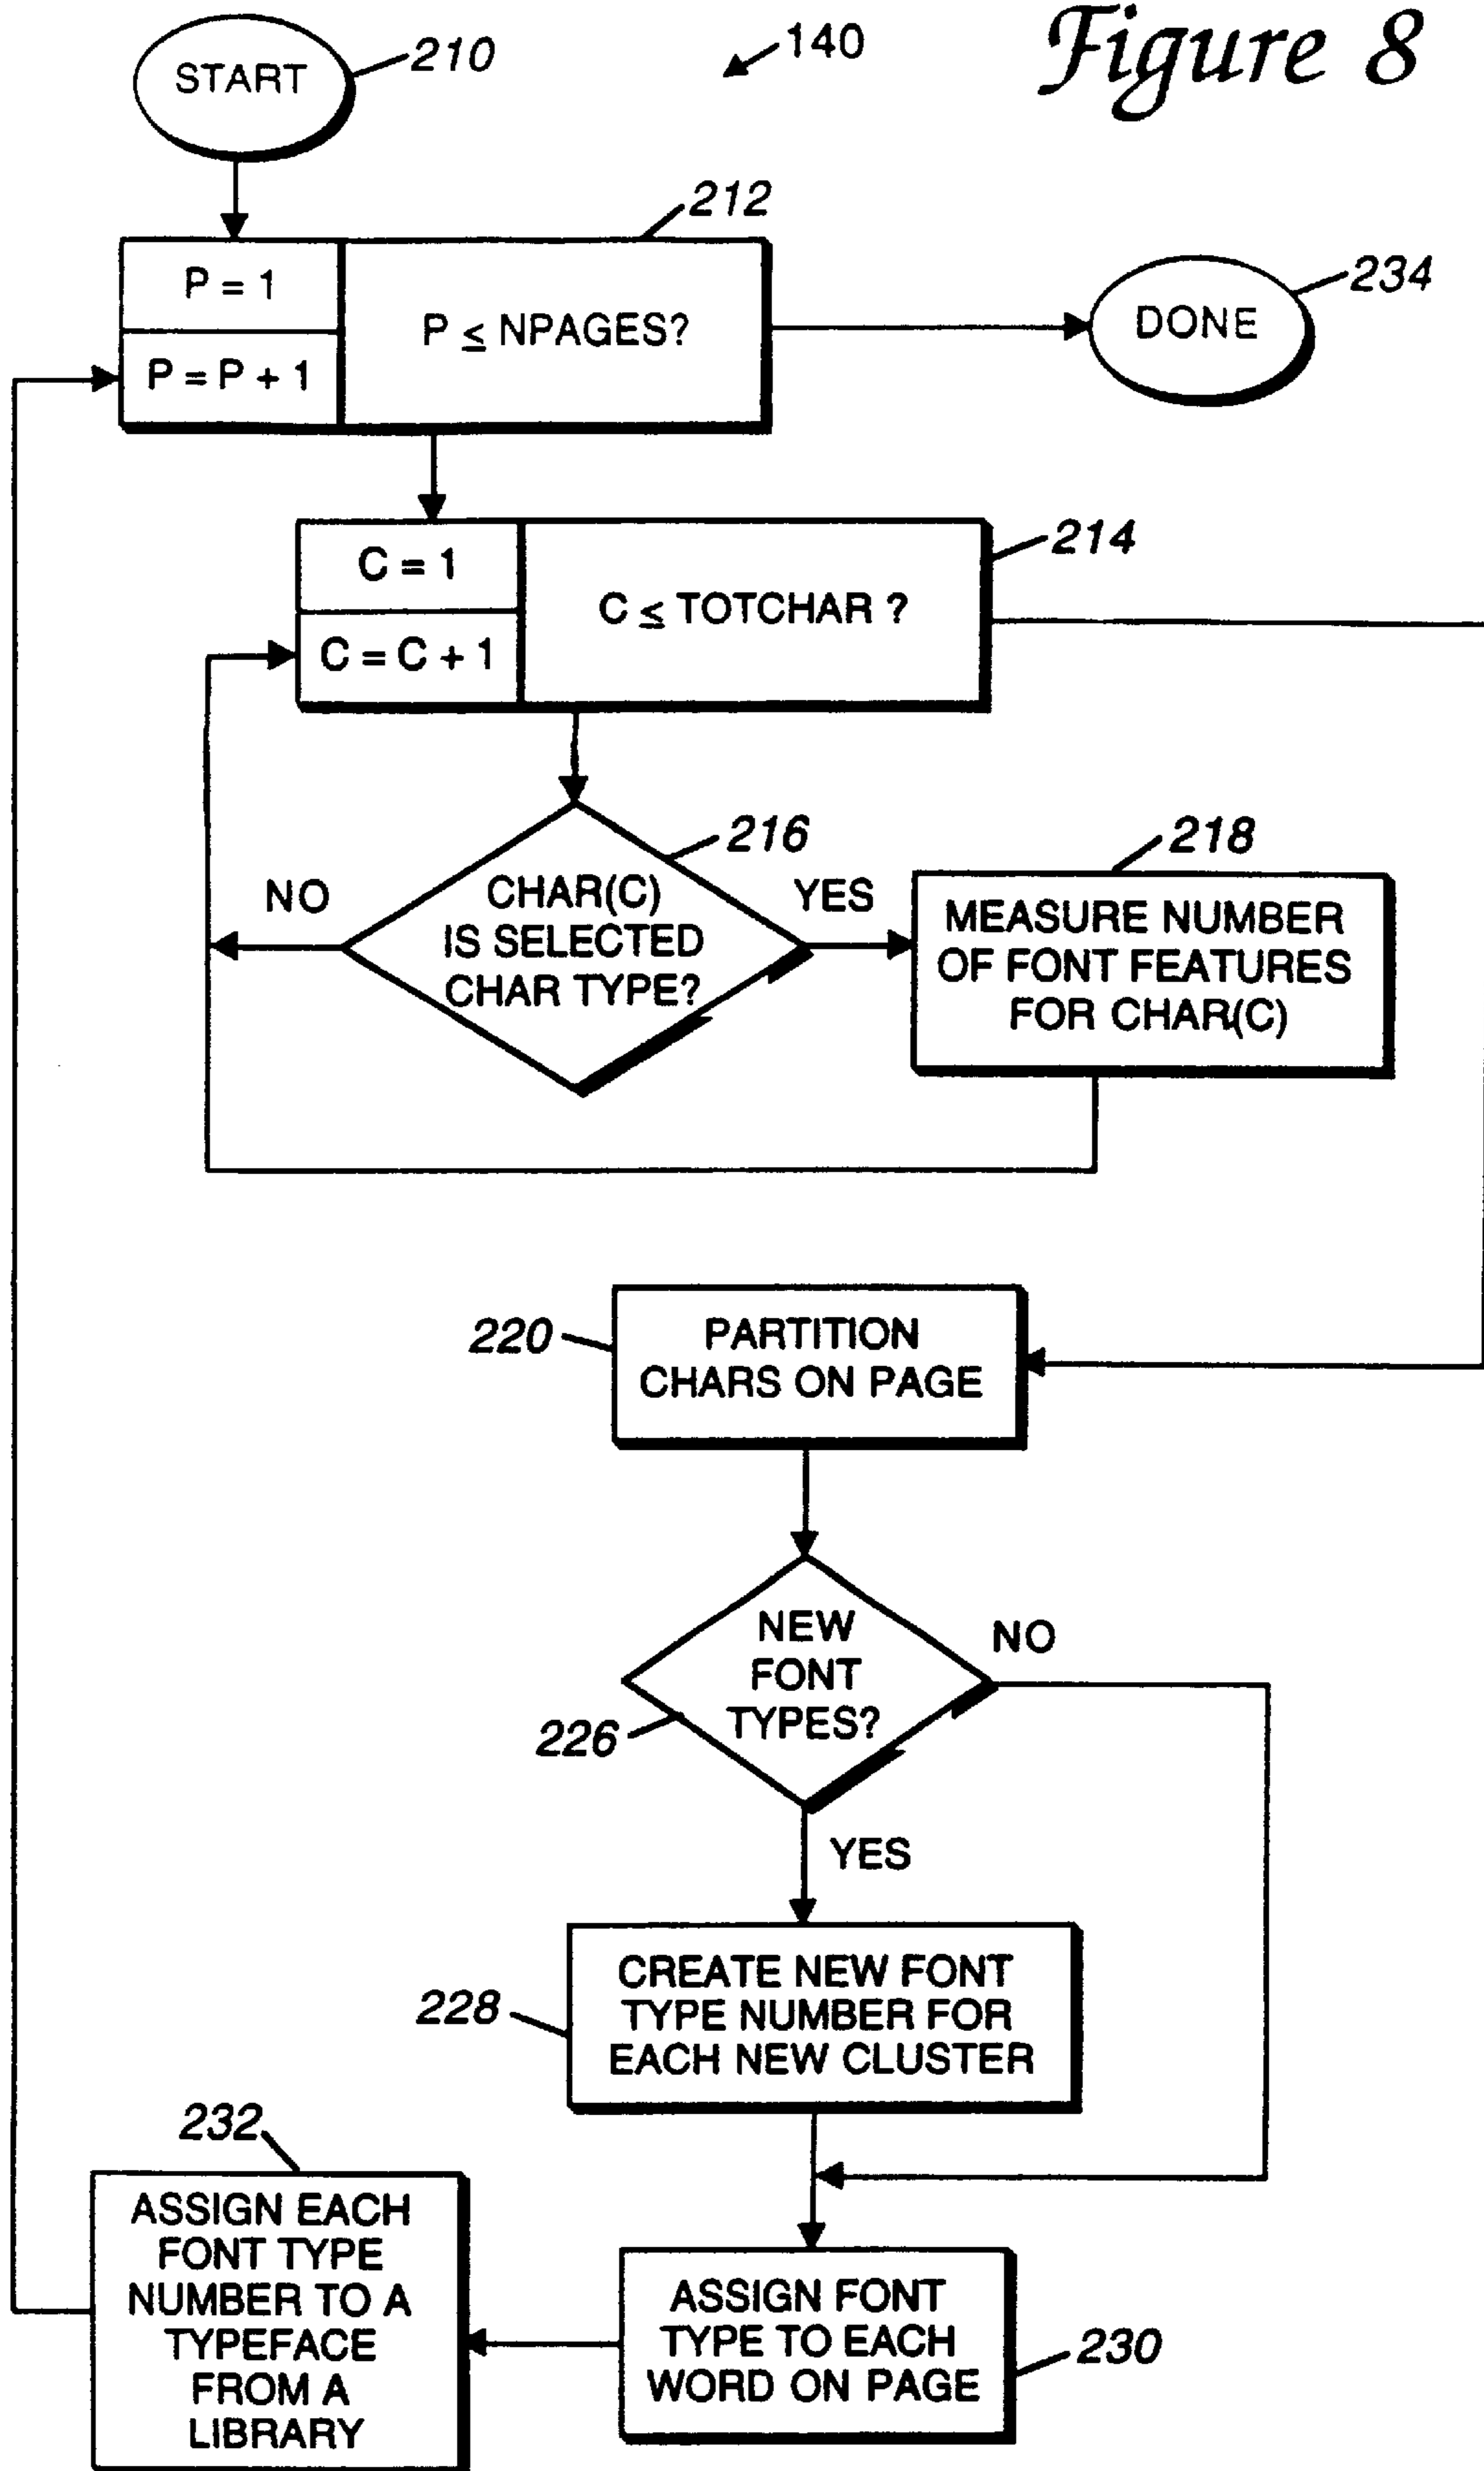 START
210
140
Figure 8
212
P = 1
P = P + 1
P ≤ NPAGES?
DONE
234
214
C = 1
C = C + 1
C ≤ TOTCHAR ?
216
NO
CHAR(C)
IS SELECTED
CHAR TYPE?
YES
218
MEASURE NUMBER
OF FONT FEATURES
FOR CHAR(C)
220
PARTITION
CHARS ON PAGE
NEW
FONT
TYPES?
NO
226
YES
228
CREATE NEW FONT
TYPE NUMBER FOR
EACH NEW CLUSTER
232
ASSIGN EACH
FONT TYPE
NUMBER TO A
TYPEFACE
FROM A
LIBRARY
ASSIGN FONT
TYPE TO EACH
WORD ON PAGE
230